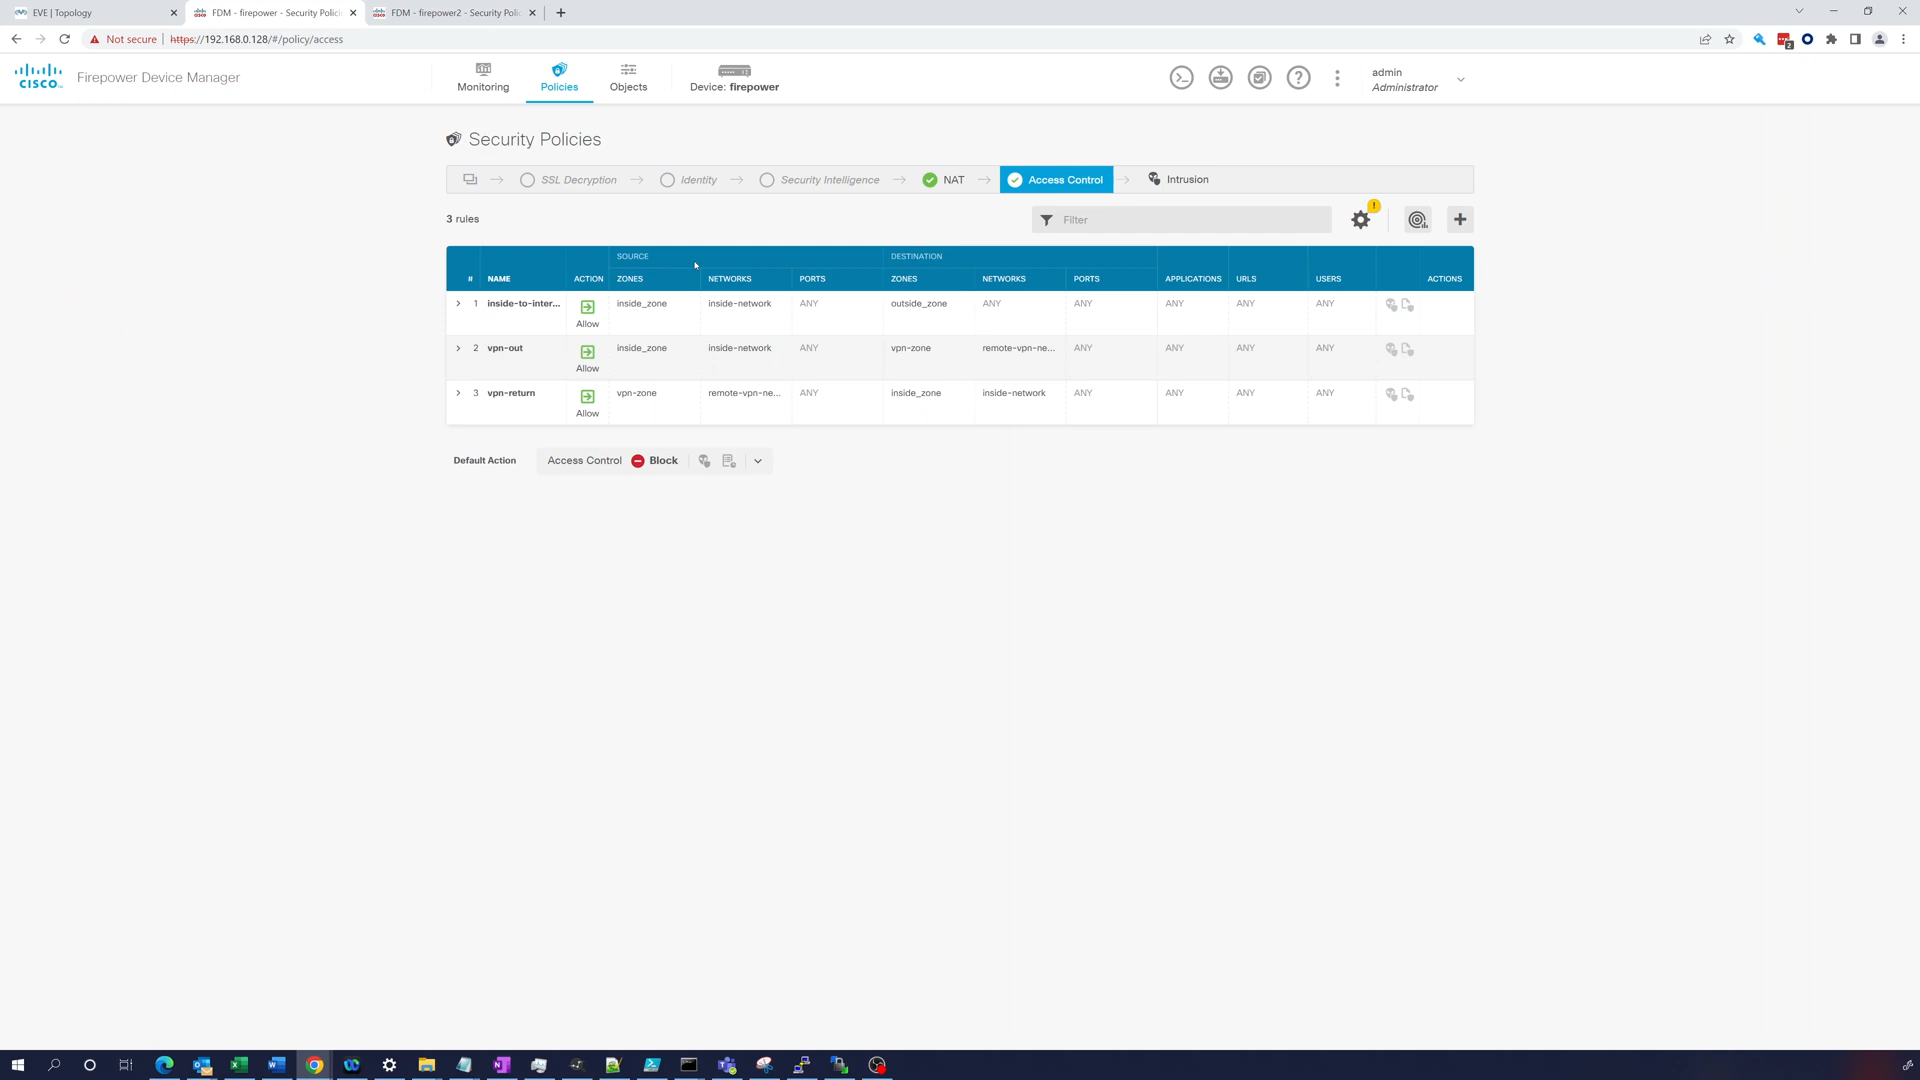 EVE | Topology
FDM - firepower - Security Polici
FDM - firepower2 - Security Polic
Not secure | https://192.168.0.128/#/policy/access
2
CISCO
Firepower Device Manager
Monitoring
Policies
Objects
Device: firepower
admin
Administrator
Security Policies
SSL Decryption
Identity
Security Intelligence
NAT
Access Control
Intrusion
3 rules
Filter
SOURCE DESTINATION
# NAME ACTION ZONES NETWORKS PORTS ZONES NETWORKS PORTS APPLICATIONS URLS USERS ACTIONS
1 inside-to-inter... Allow inside_zone inside-network ANY outside_zone ANY ANY ANY ANY ANY
2 vpn-out Allow inside_zone inside-network ANY vpn-zone remote-vpn-ne... ANY ANY ANY ANY
3 vpn-return Allow vpn-zone remote-vpn-ne... ANY inside_zone inside-network ANY ANY ANY ANY
Default Action Access Control Block